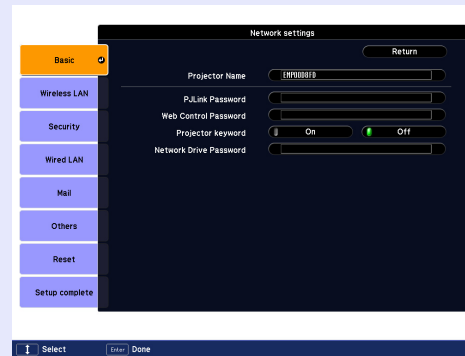 Network settings
Return
Basic
Projector Name EMP00D8FD
Wireless LAN
PJLink Password
Web Control Password
Security
Projector keyword On Off
Network Drive Password
Wired LAN
Mail
Others
Reset
Setup complete
Select Enter Done